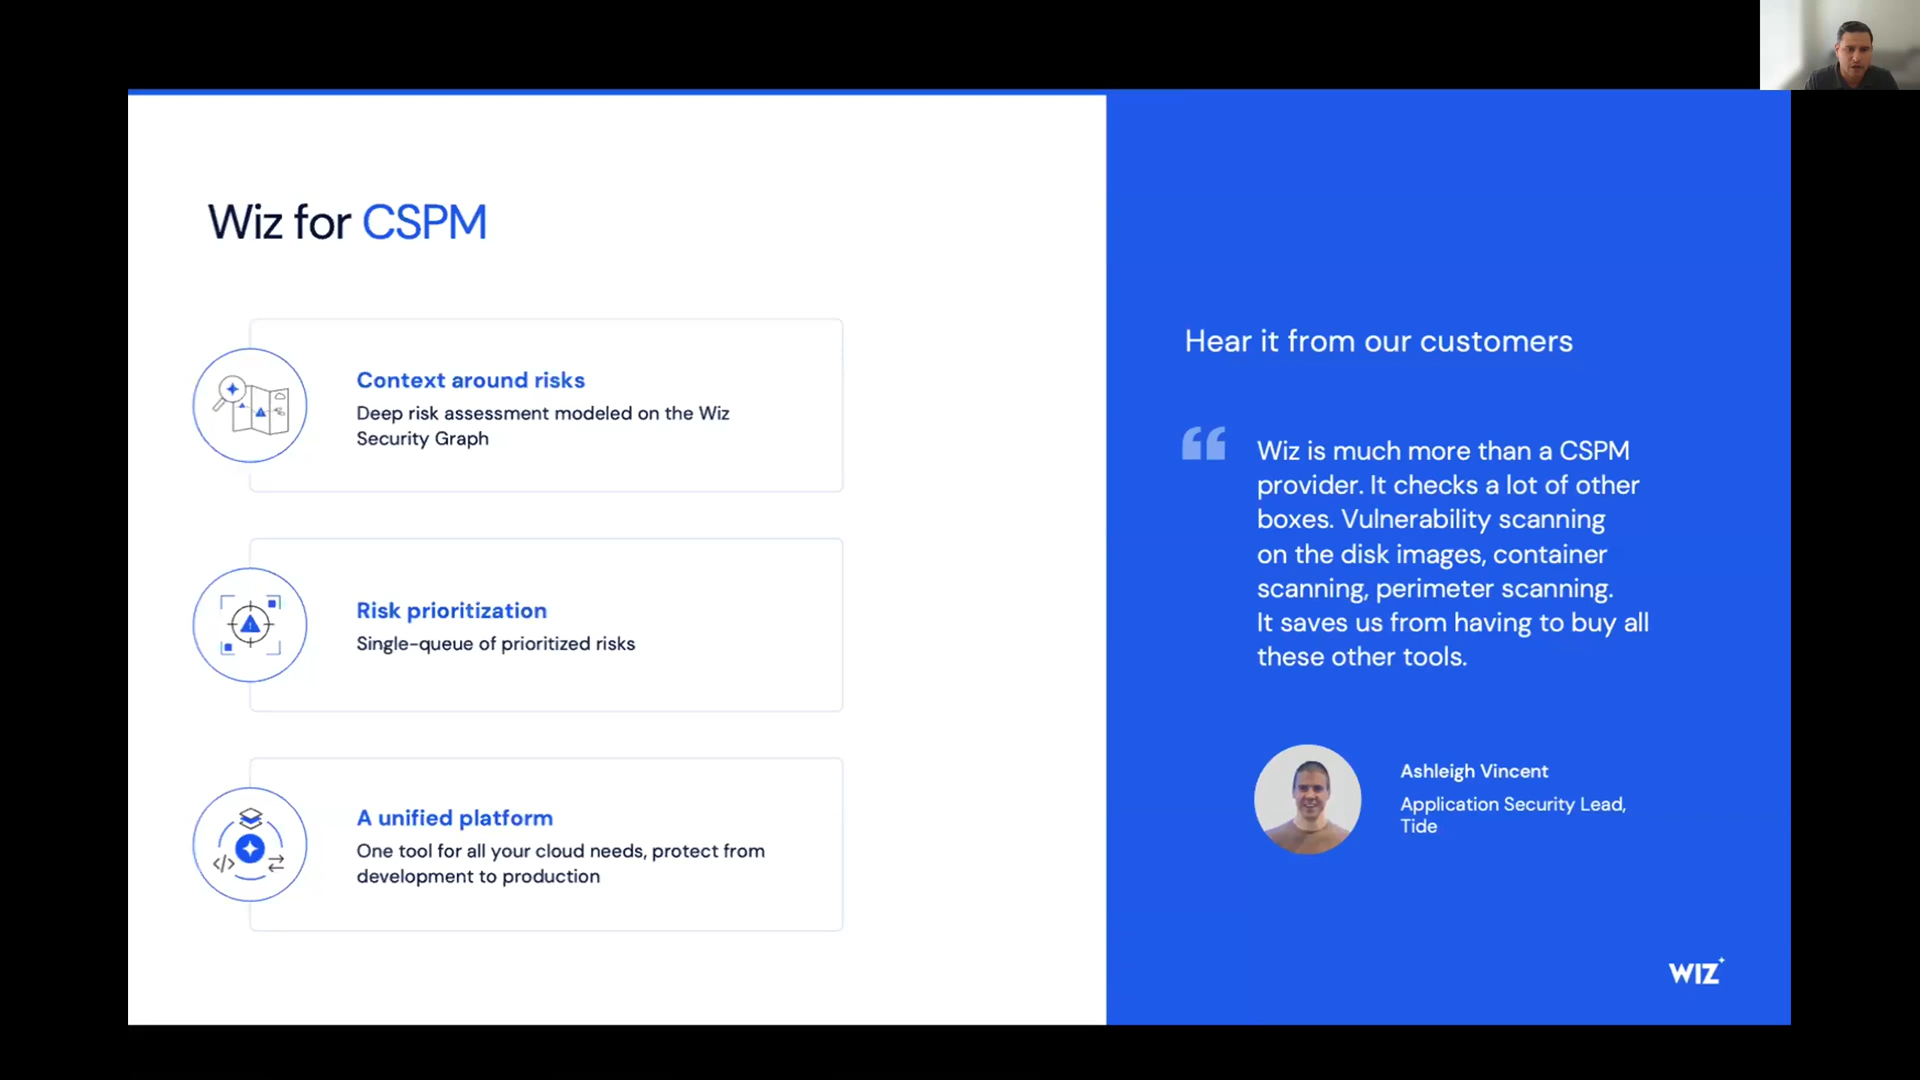 Wiz for CSPM
Context around risks
Deep risk assessment modeled on the Wiz
Security Graph
Risk prioritization
Single-queue of prioritized risks
A unified platform
One tool for all your cloud needs, protect from
development to production
Hear it from our customers
“
Wiz is much more than a CSPM
provider. It checks a lot of other
boxes. Vulnerability scanning
on the disk images, container
scanning, perimeter scanning.
It saves us from having to buy all
these other tools.
Ashleigh Vincent
Application Security Lead,
Tide
WIZ